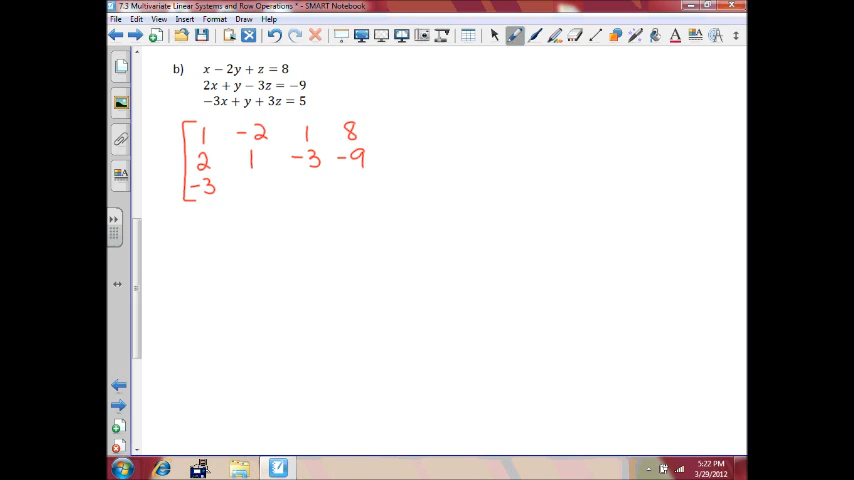 7.3 Multivariate Linear Systems and Row Operations * - SMART Notebook
File Edit View Insert Format Draw Help
b) x − 2y + z = 8
2x + y − 3z = −9
−3x + y + 3z = 5
1 -2 1 8
2 1 -3 -9
-3
5:22 PM
3/29/2012